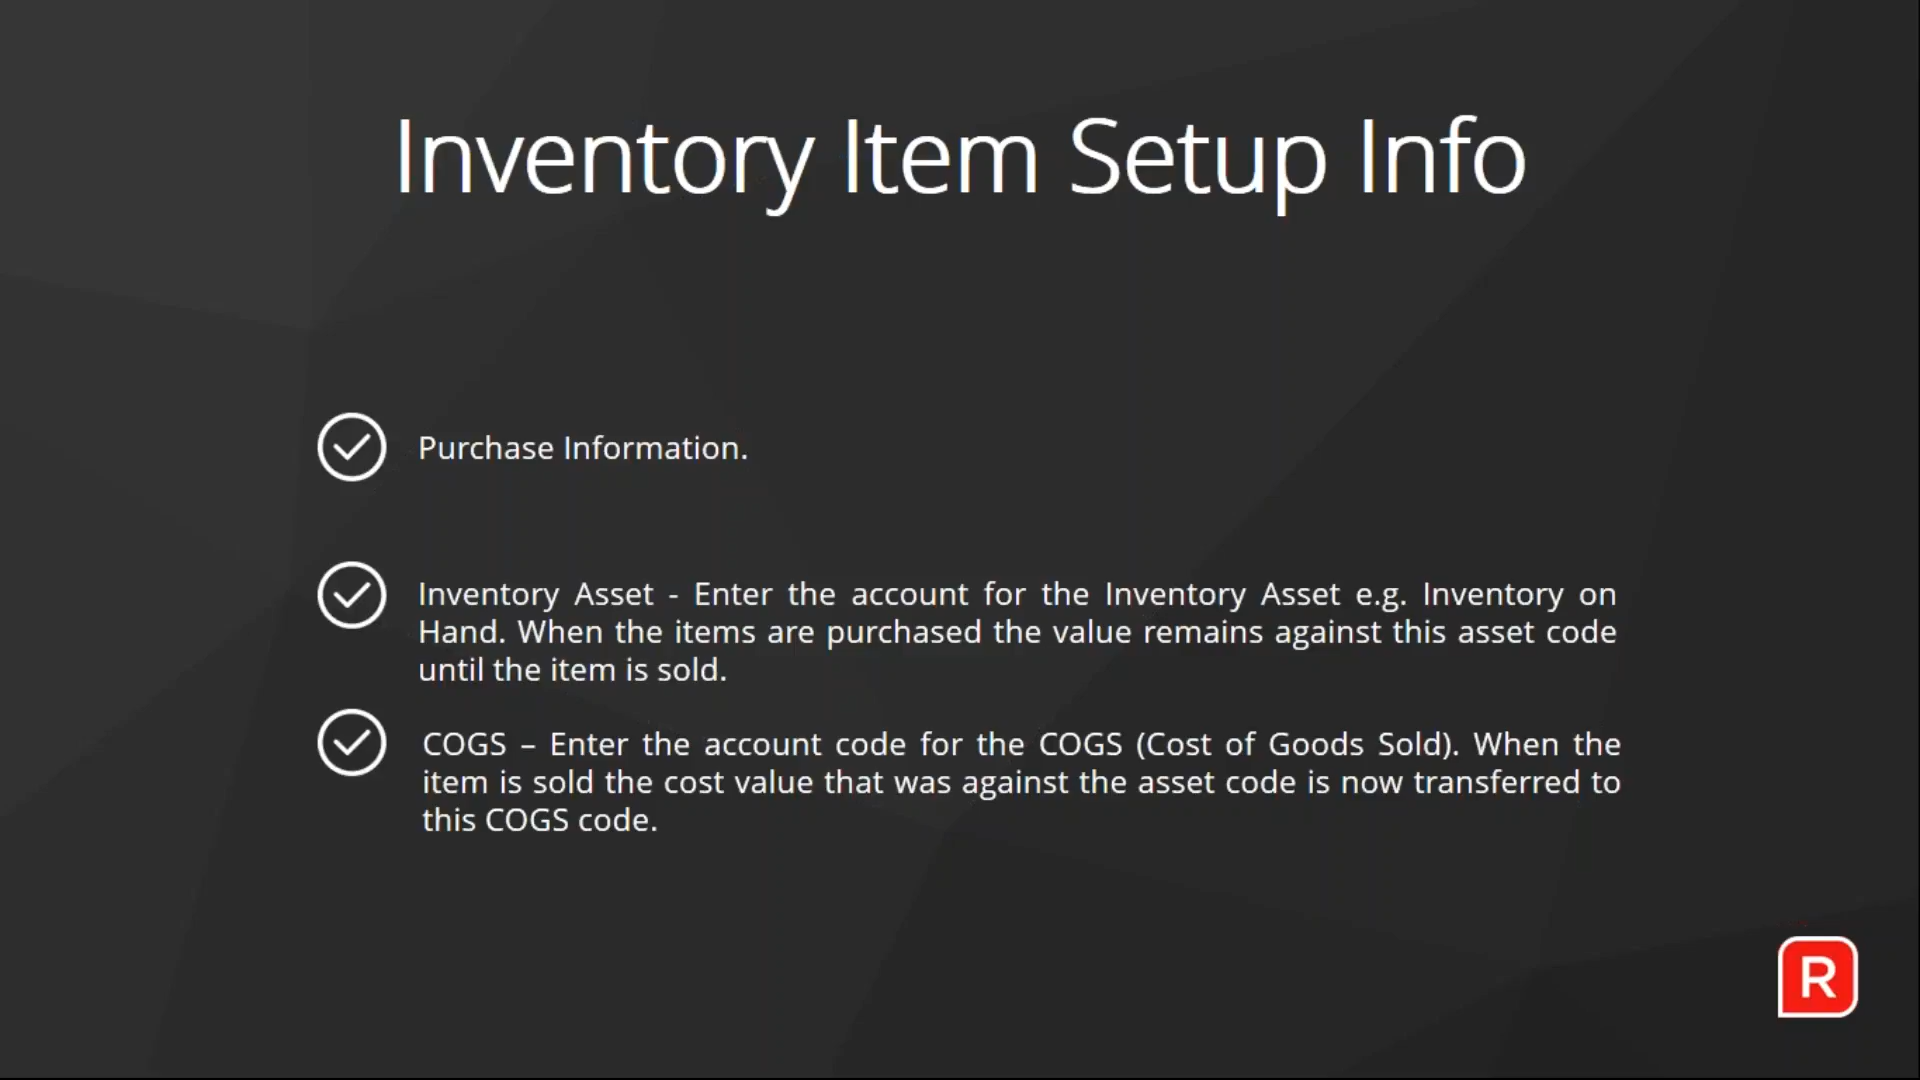 Inventory Item Setup Info
Purchase Information.
Inventory Asset - Enter the account for the Inventory Asset e.g. Inventory on
Hand. When the items are purchased the value remains against this asset code
until the item is sold.
COGS – Enter the account code for the COGS (Cost of Goods Sold). When the
item is sold the cost value that was against the asset code is now transferred to
this COGS code.
R